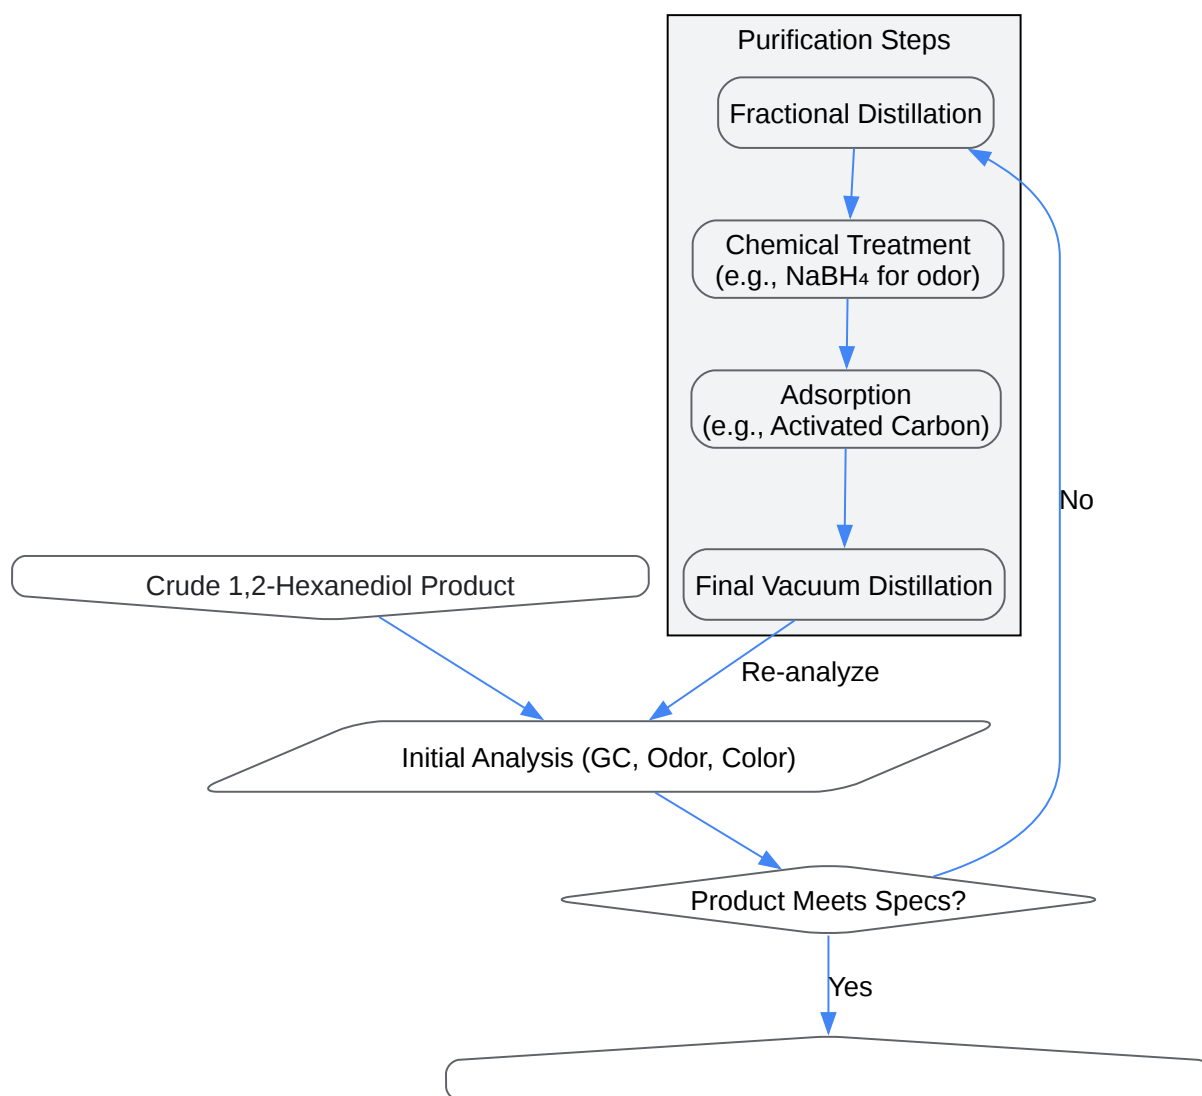 Purification Steps
Fractional Distillation
Chemical Treatment
(e.g., NaBH₄ for odor)
Adsorption
(e.g., Activated Carbon)
No
Crude 1,2-Hexanediol Product
Final Vacuum Distillation
Re-analyze
Initial Analysis (GC, Odor, Color)
Product Meets Specs?
Yes